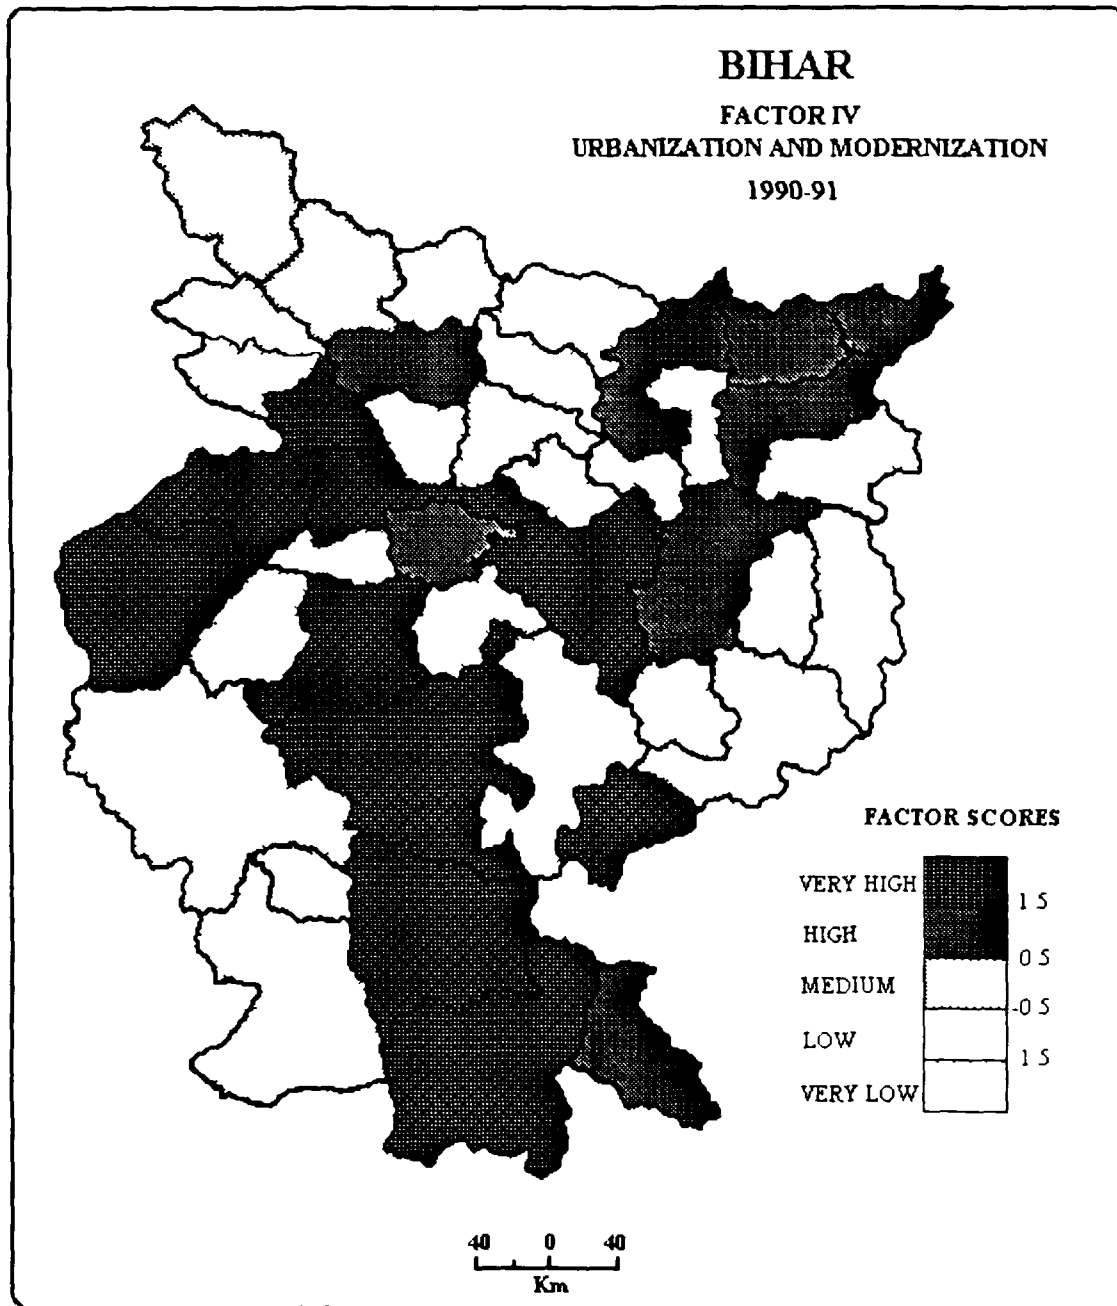 BIHAR
FACTOR IV
URBANIZATION AND MODERNIZATION
1990-91
FACTOR SCORES
VERY HIGH
1 5
HIGH
0 5
MEDIUM
-0 5
LOW
1 5
VERY LOW
40 0 40
Km